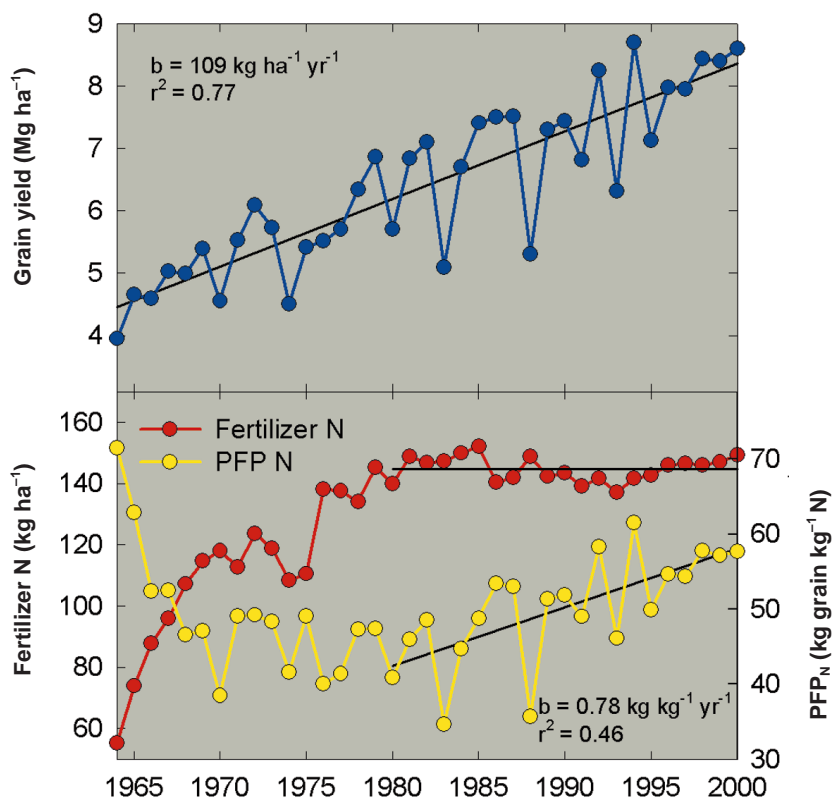 9
8
7
6
5
4
Grain yield (Mg ha⁻¹)
b = 109 kg ha⁻¹ yr⁻¹
r² = 0.77
160
140
120
100
80
60
Fertilizer N (kg ha⁻¹)
Fertilizer N
PFP N
70
60
50
40
30
PFP_N (kg grain kg⁻¹ N)
b = 0.78 kg kg⁻¹ yr⁻¹
r² = 0.46
1965 1970 1975 1980 1985 1990 1995 2000